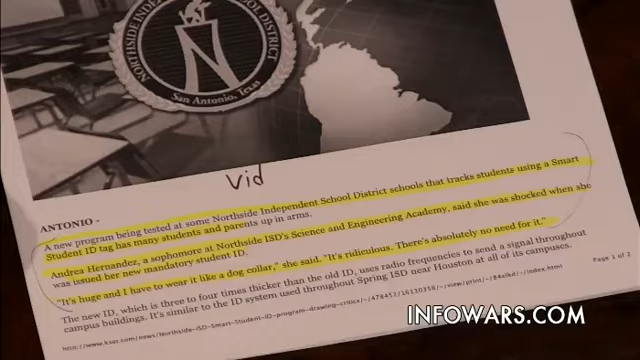 NORTHSIDE INDEPENDENT SCHOOL DISTRICT
N
San Antonio, Texas
Vid
ANTONIO -
A new program being tested at some Northside Independent School District schools that tracks students using a Smart
Student ID tag has many students and parents up in arms.
Andrea Hernandez, a sophomore at Northside ISD's Science and Engineering Academy, said she was shocked when she
was issued her new mandatory student ID.
"It's huge and I have to wear it like a dog collar," she said. "It's ridiculous. There's absolutely no need for it."
The new ID, which is three to four times thicker than the old ID, uses radio frequencies to send a signal throughout
campus buildings. It's similar to the ID system used throughout Spring ISD near Houston at all of its campuses.
Page 1 of 2
INFOWARS.COM